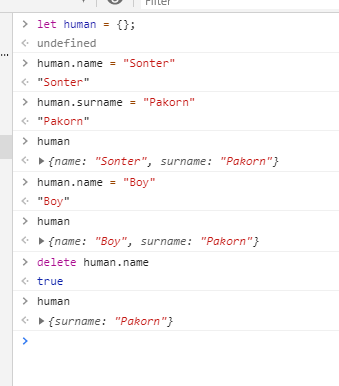 Filter
let human = {};
undefined
human.name = "Sonter"
"Sonter"
human.surname = "Pakorn"
"Pakorn"
human
{name: "Sonter", surname: "Pakorn"}
human.name = "Boy"
"Boy"
human
{name: "Boy", surname: "Pakorn"}
delete human.name
true
human
{surname: "Pakorn"}